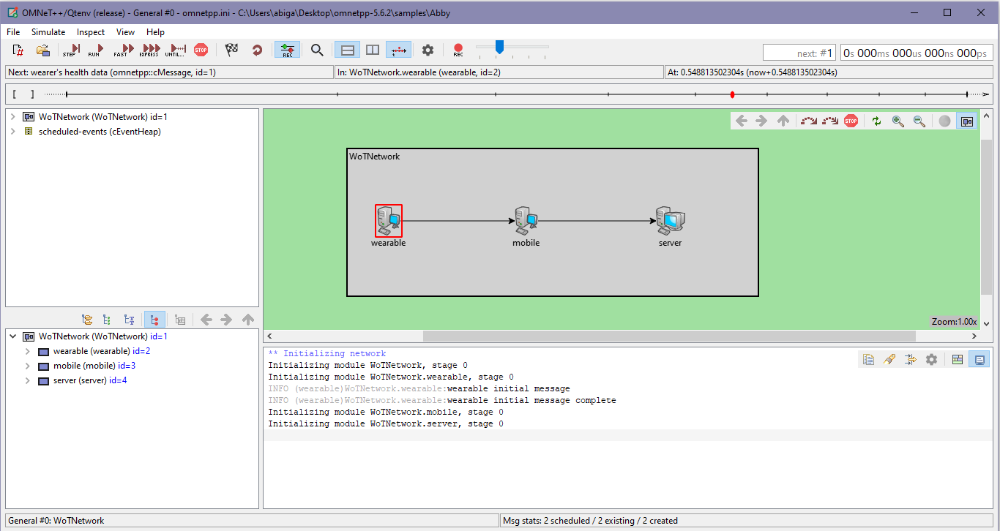 OMNeT++/Qtenv (release) - General #0 - omnetpp.ini - C:\Users\abiga\Desktop\omnetpp-5.6.2\samples\Abby
File Simulate Inspect View Help
STEP RUN FAST EXPRESS UNTIL... STOP REC REC next: #1 0s 000ms 000us 000ns 000ps
Next: wearer's health data (omnetpp::cMessage, id=1) In: WoTNetwork.wearable (wearable, id=2) At: 0.548813502304s (now+0.548813502304s)
[ ]
WoTNetwork (WoTNetwork) id=1
scheduled-events (cEventHeap)
STOP
WoTNetwork
wearable mobile server
Zoom:1.00x
WoTNetwork (WoTNetwork) id=1
wearable (wearable) id=2
mobile (mobile) id=3
server (server) id=4
** Initializing network
Initializing module WoTNetwork, stage 0
Initializing module WoTNetwork.wearable, stage 0
INFO (wearable)WoTNetwork.wearable:wearable initial message
INFO (wearable)WoTNetwork.wearable:wearable initial message complete
Initializing module WoTNetwork.mobile, stage 0
Initializing module WoTNetwork.server, stage 0
General #0: WoTNetwork Msg stats: 2 scheduled / 2 existing / 2 created